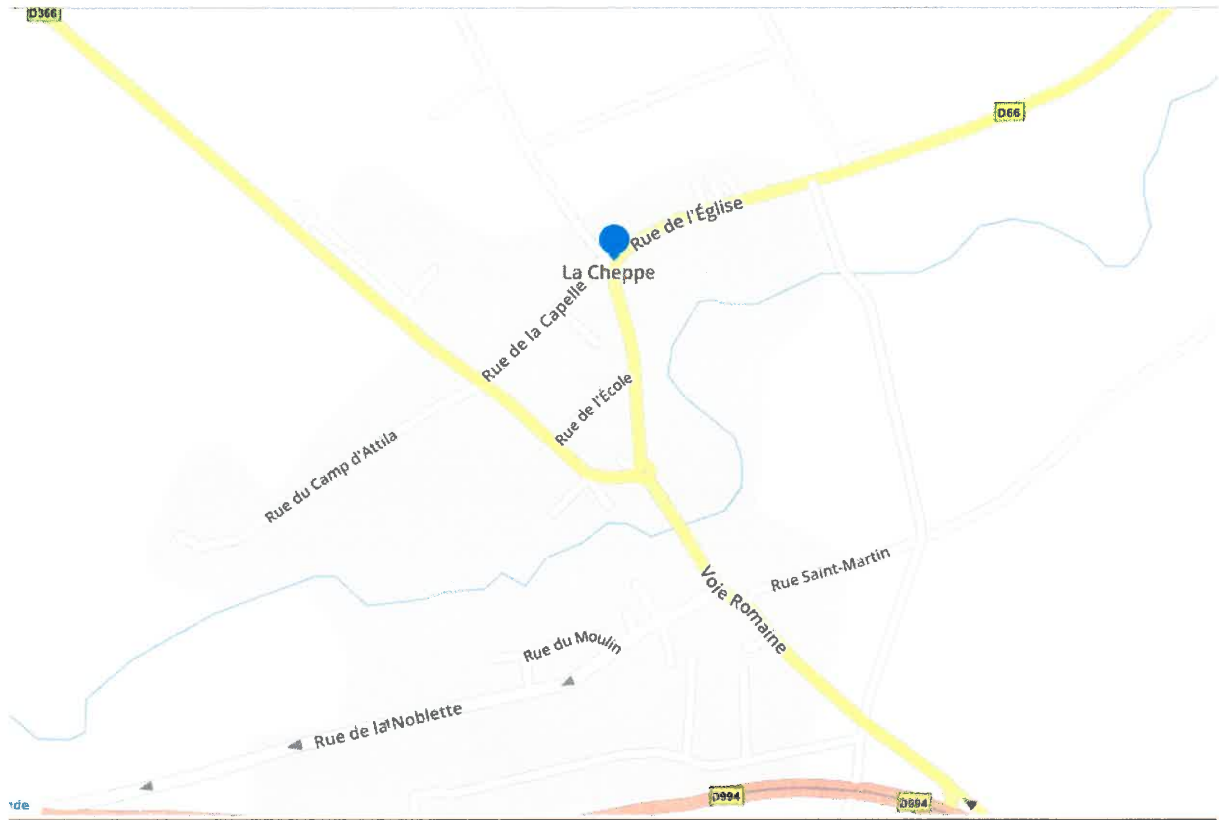 D366
D66
Rue de l'Église
La Cheppe
Rue de la Capelle
Rue de l'École
Rue du Camp d'Attila
Rue Saint-Martin
Voie Romaine
Rue du Moulin
Rue de la Noblette
D994
D994